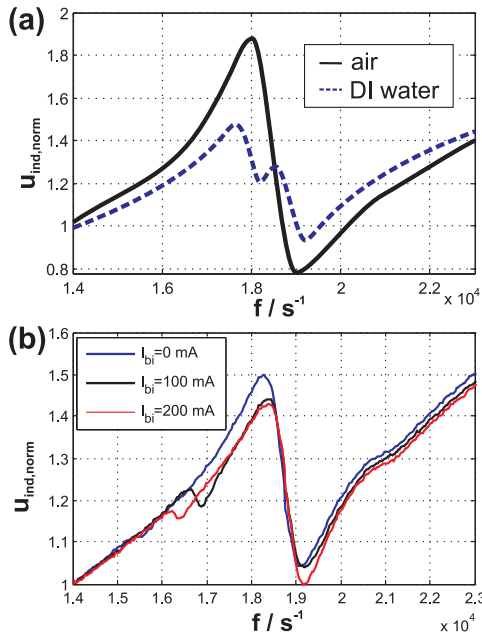 (a)
2
1.8
1.6
1.4
1.2
1
0.8
u_ind,norm
air
DI water
1.4 1.6 1.8 2 2.2 2.4
x 10⁴
f / s⁻¹
(b)
1.6
1.5
1.4
1.3
1.2
1.1
1
u_ind,norm
I_bi=0 mA
I_bi=100 mA
I_bi=200 mA
1.4 1.5 1.6 1.7 1.8 1.9 2 2.1 2.2 2.3
x 10⁴
f / s⁻¹